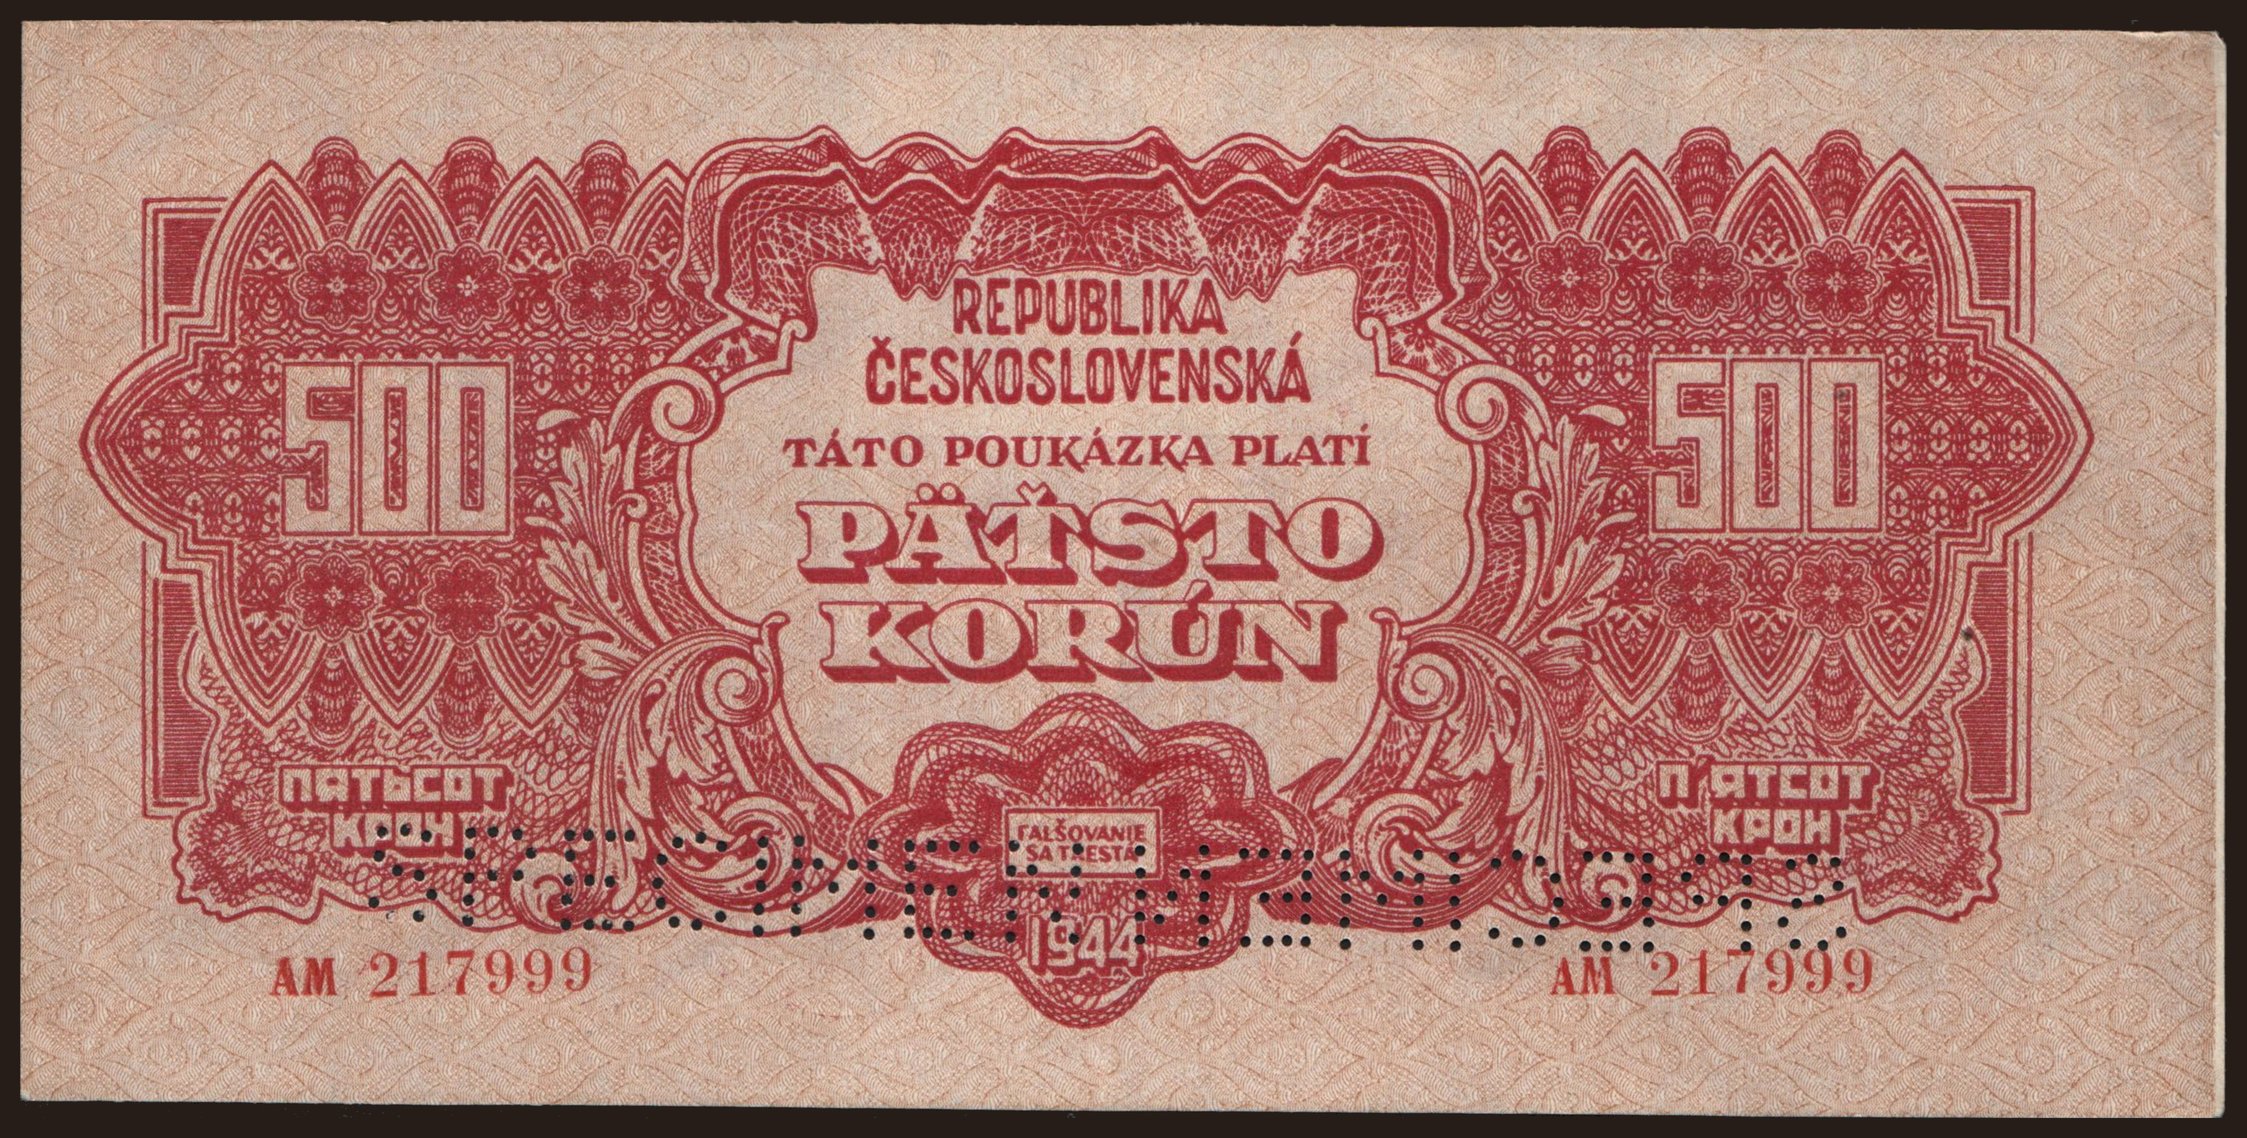 REPUBLIKA
ČESKOSLOVENSKÁ
TÁTO POUKÁZKA PLATÍ
PÄŤSTO
KORÚN
500
500
ПЯТЬСОТ
КРОН
П'ЯТСОТ
КРОН
FALŠOVANIE
SA TRESTÁ
1944
AM 217999
AM 217999